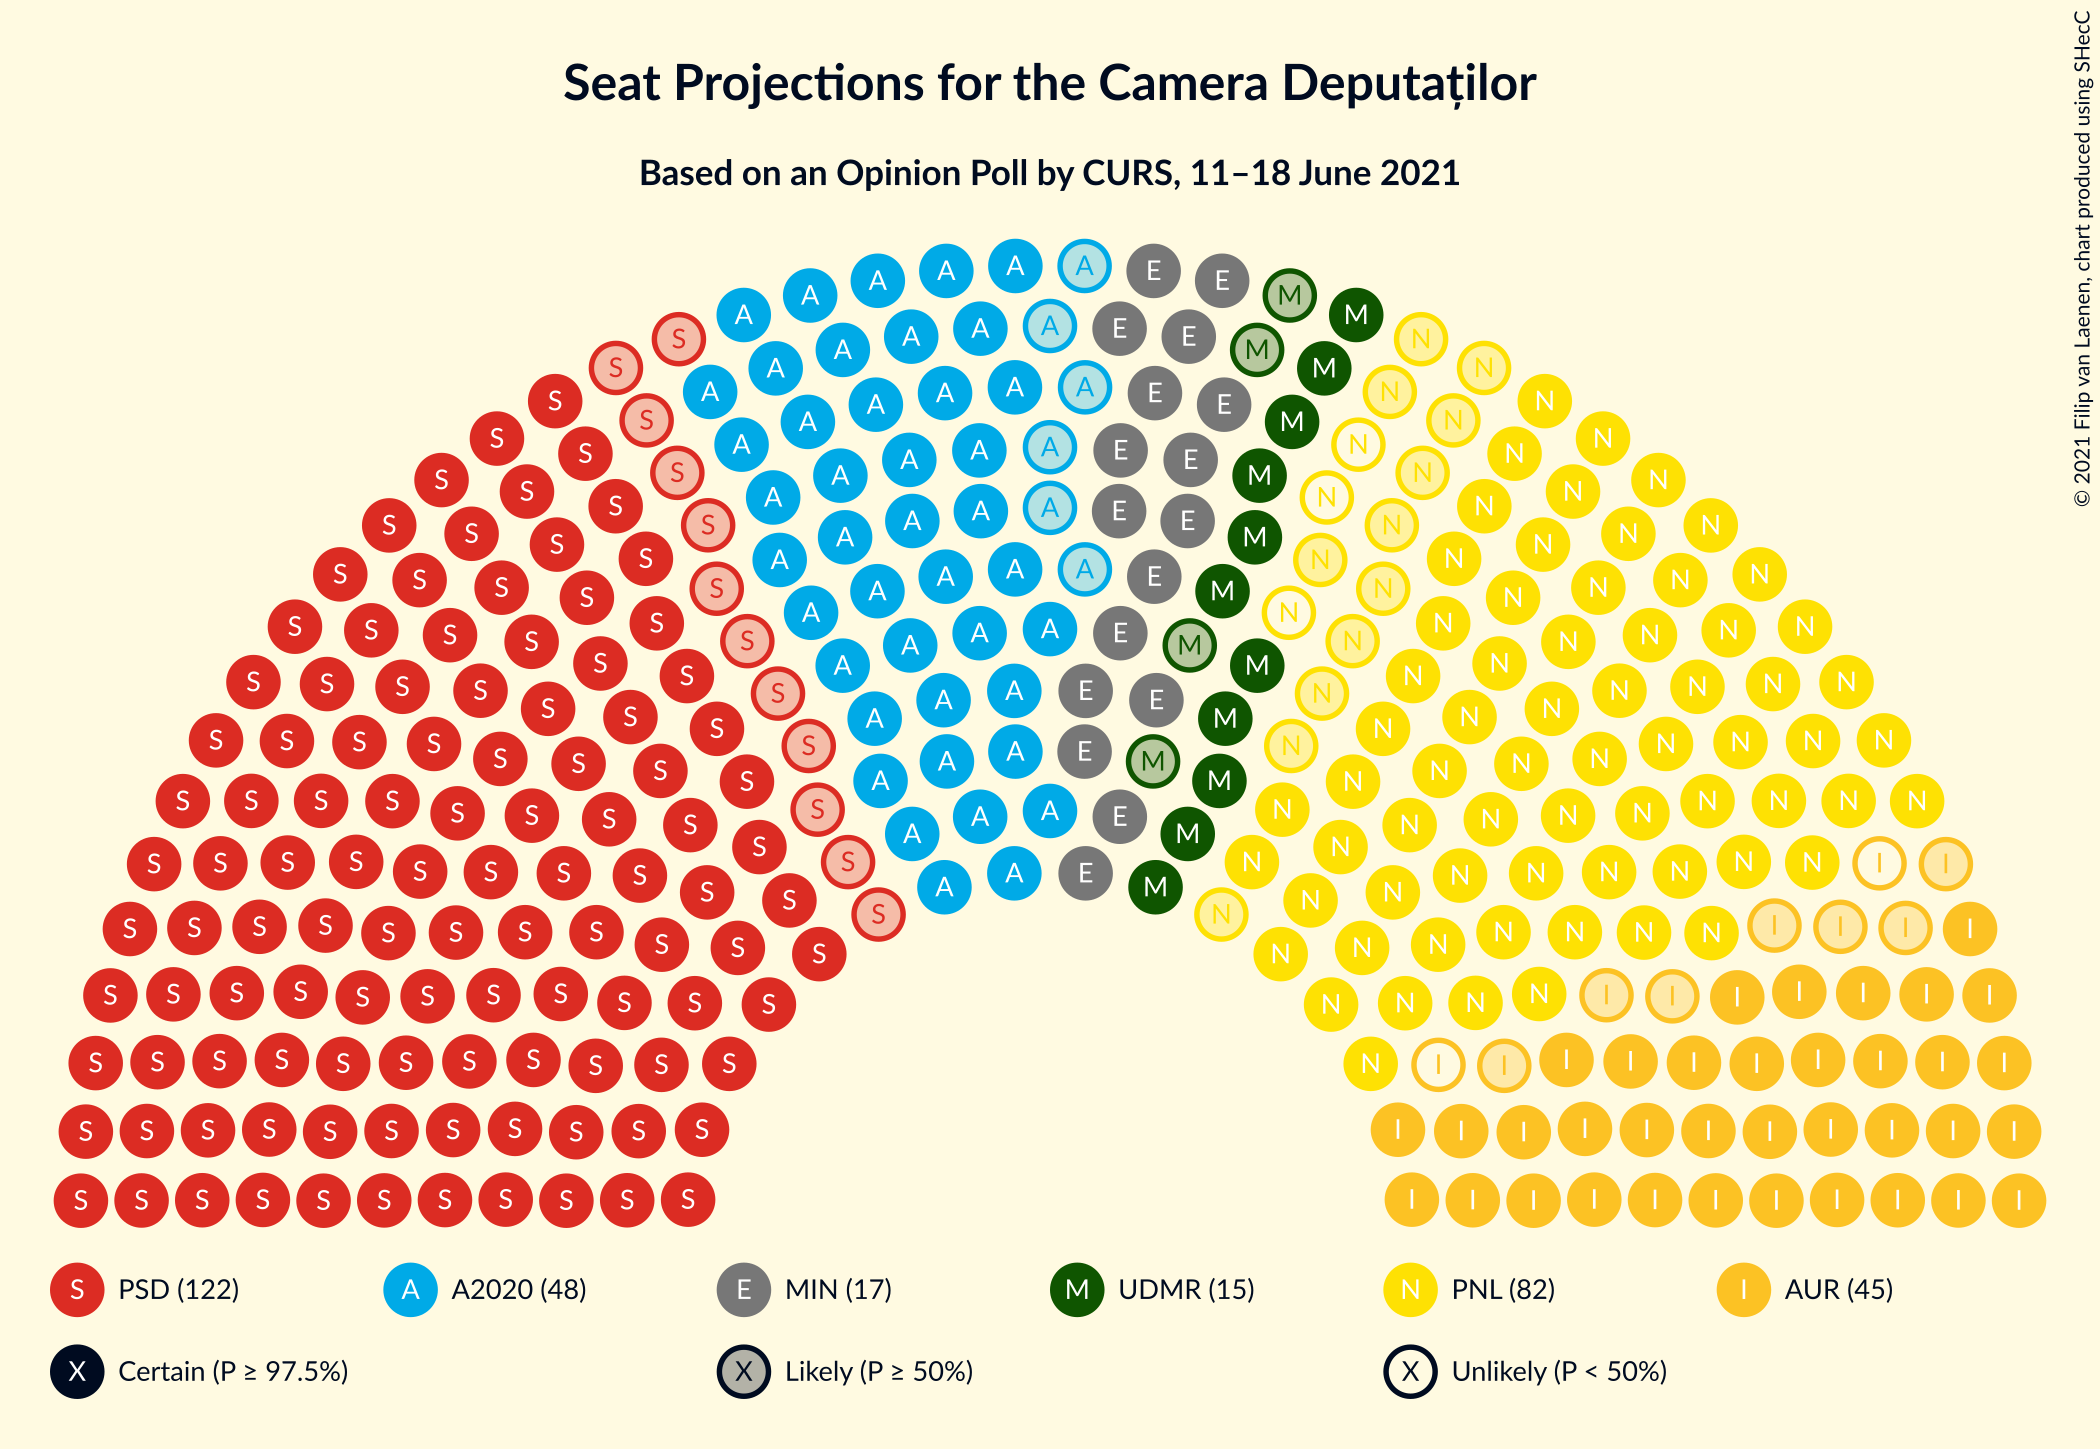 Seat Projections for the Camera Deputaților
Based on an Opinion Poll by CURS, 11–18 June 2021
© 2021 Filip van Laenen, chart produced using SHecC
S PSD (122) A A2020 (48) E MIN (17) M UDMR (15) N PNL (82) I AUR (45)
X Certain (P ≥ 97.5%) X Likely (P ≥ 50%) X Unlikely (P < 50%)